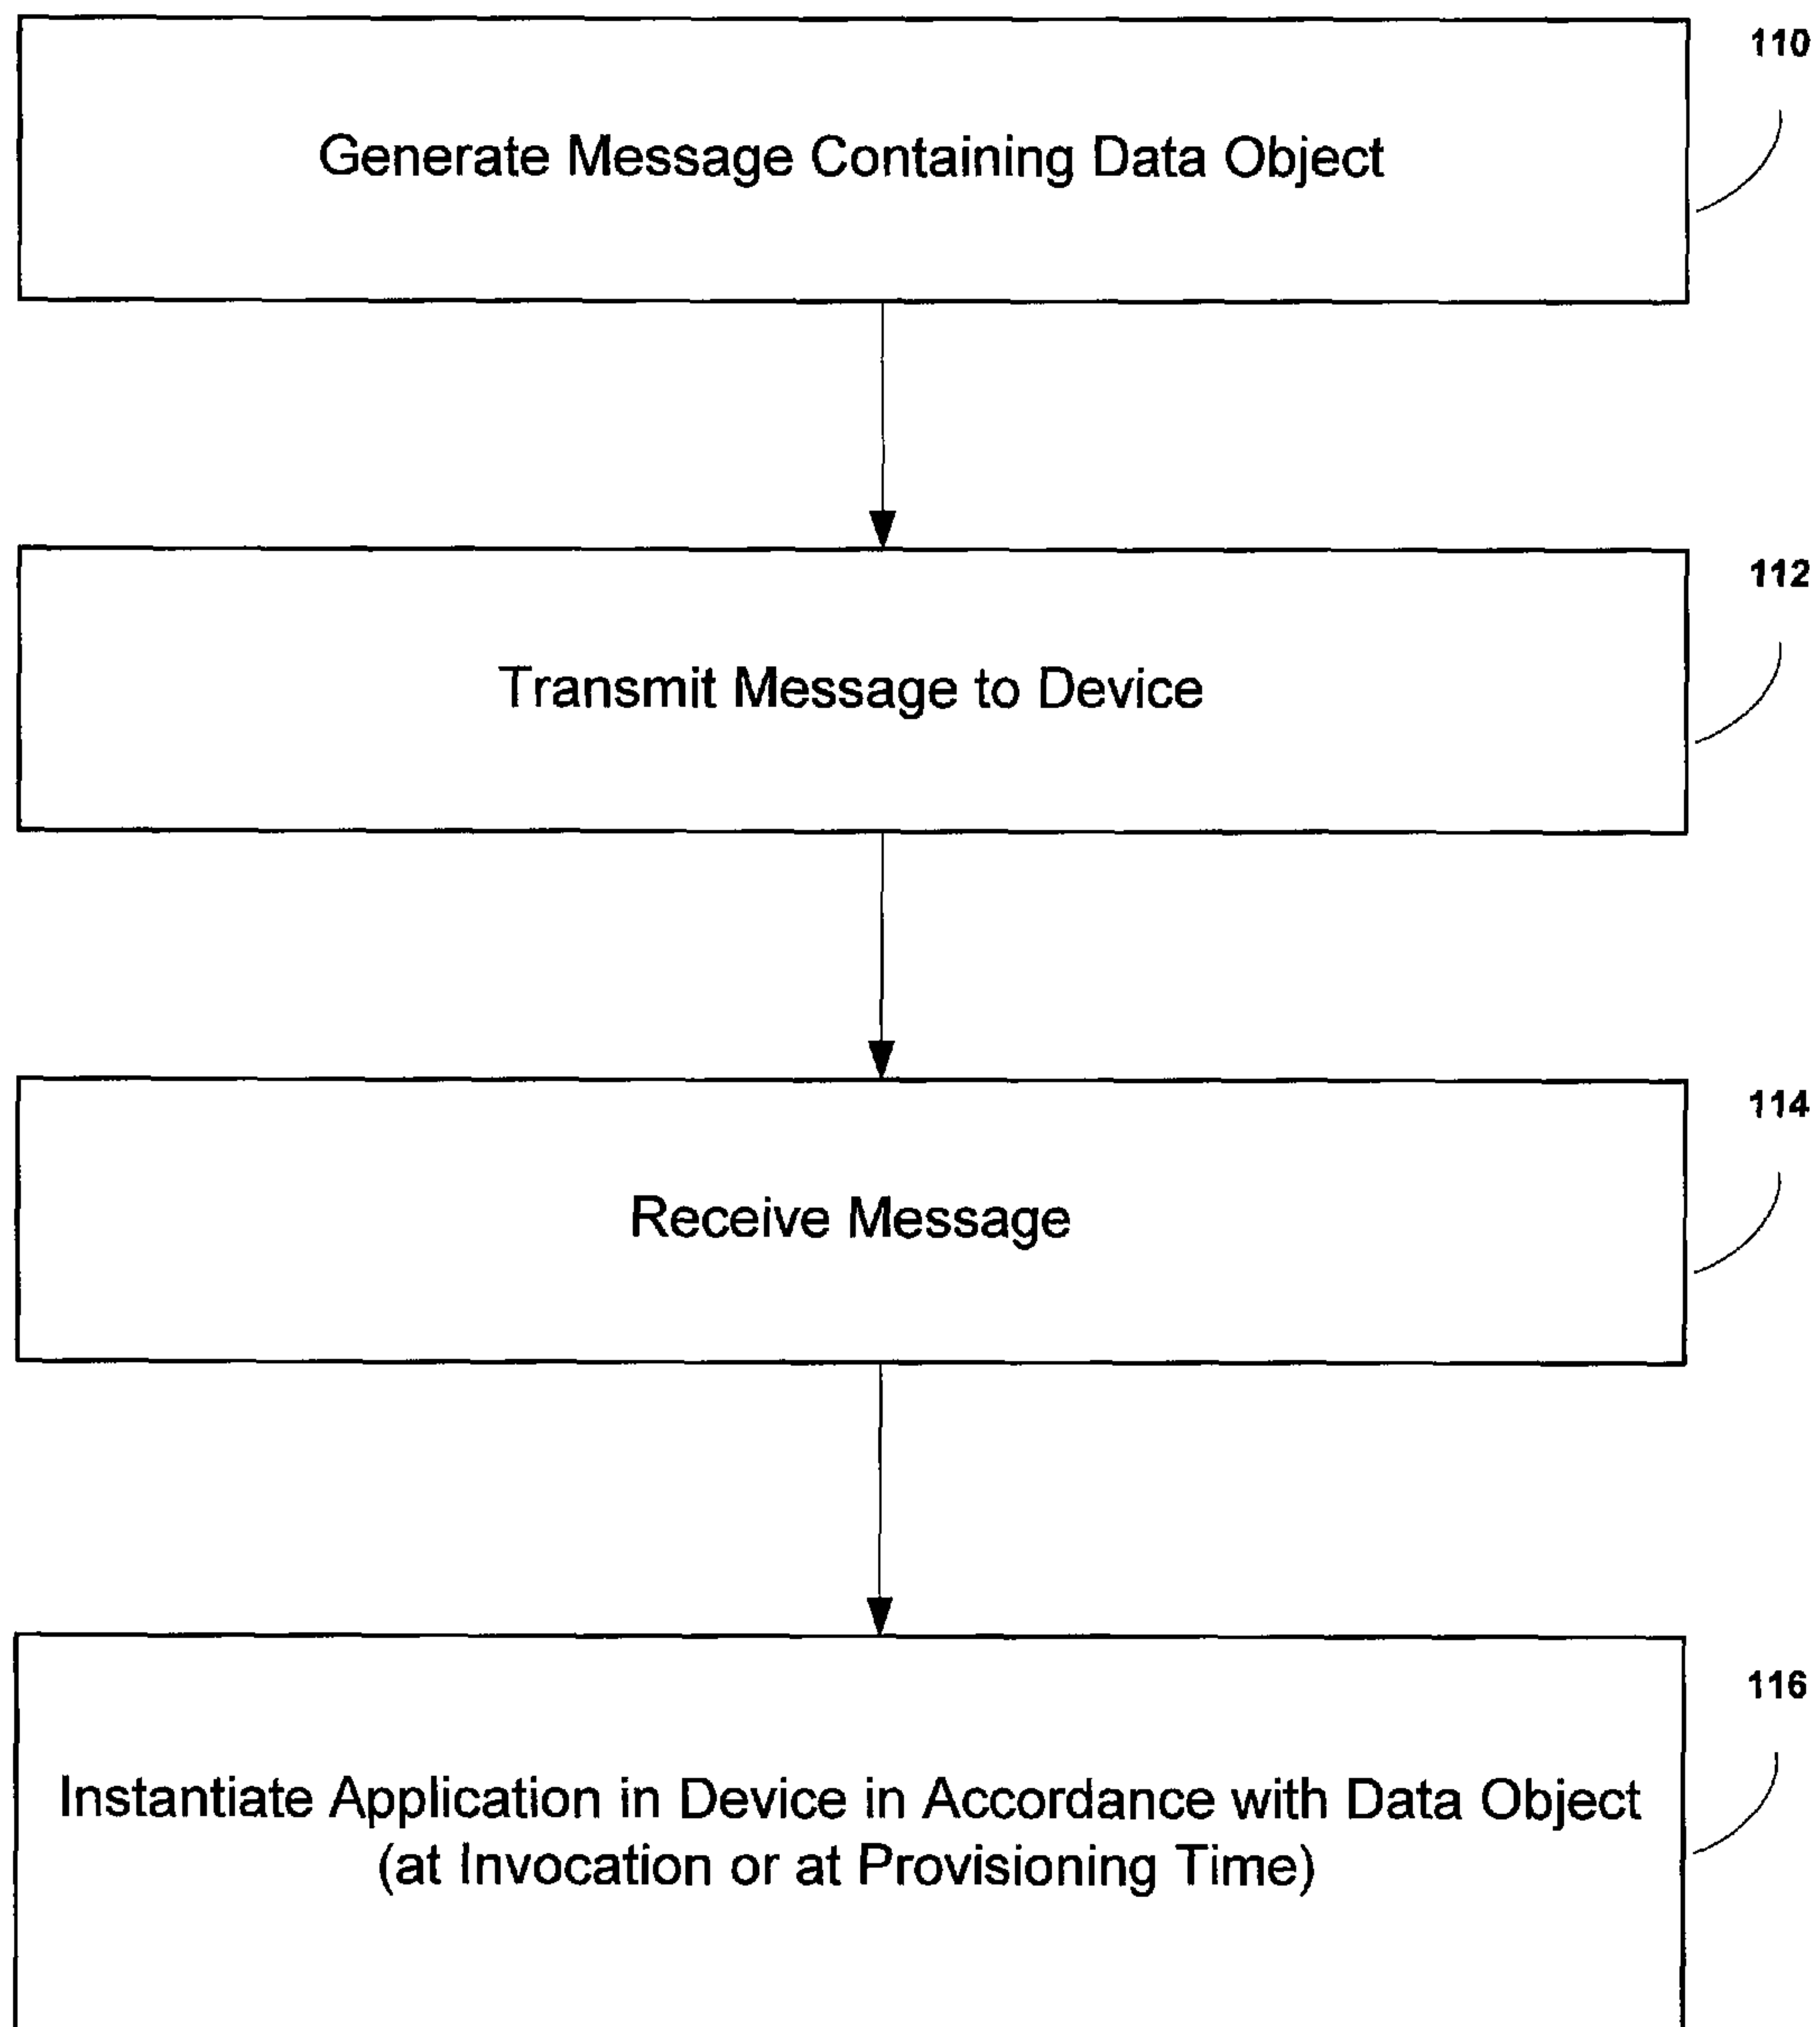 110
Generate Message Containing Data Object
112
Transmit Message to Device
114
Receive Message
116
Instantiate Application in Device in Accordance with Data Object
(at Invocation or at Provisioning Time)